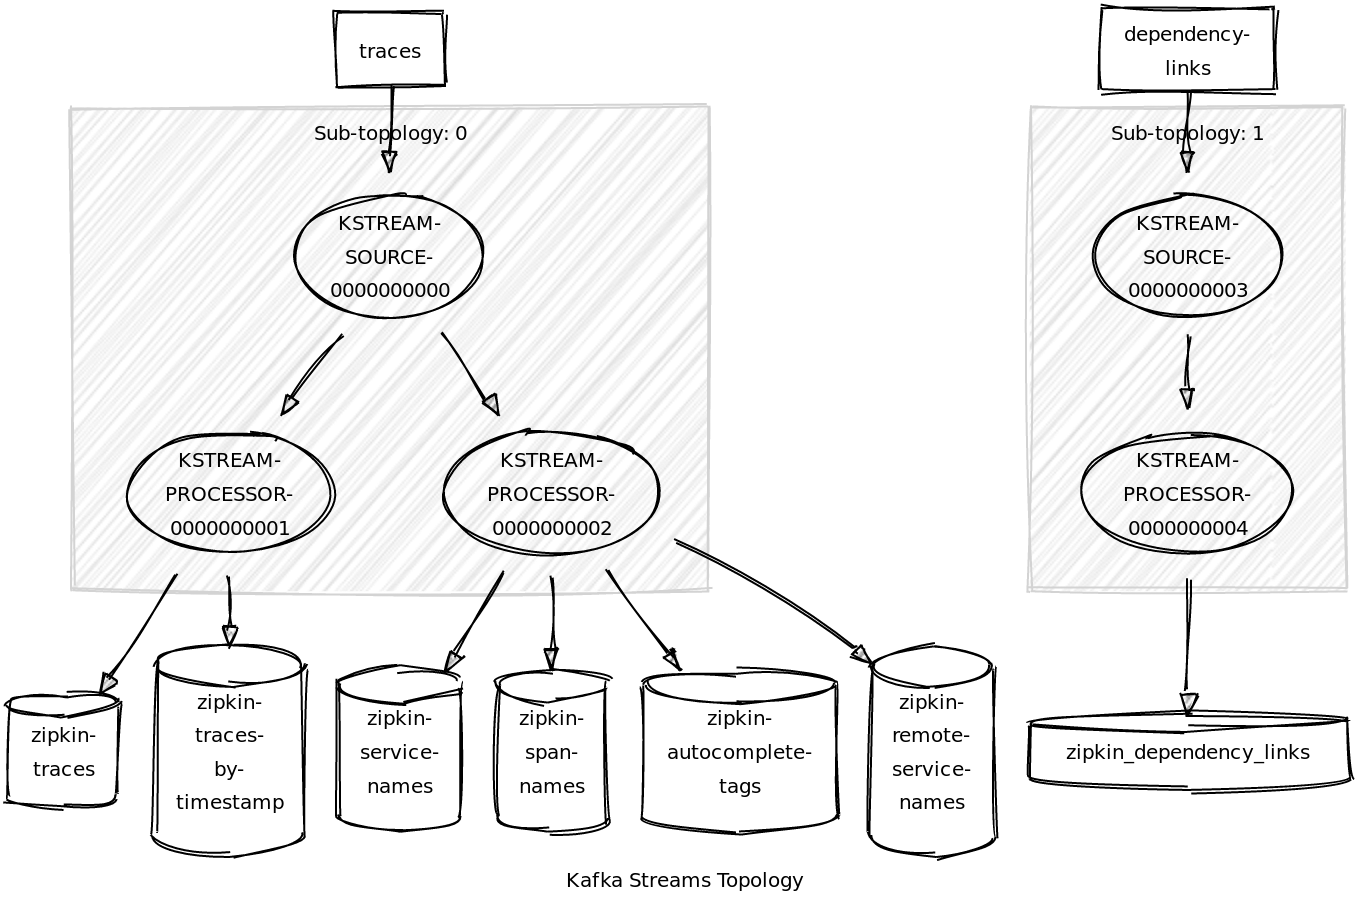 traces
dependency-
links
Sub-topology: 0
Sub-topology: 1
KSTREAM-
SOURCE-
0000000000
KSTREAM-
SOURCE-
0000000003
KSTREAM-
PROCESSOR-
0000000001
KSTREAM-
PROCESSOR-
0000000002
KSTREAM-
PROCESSOR-
0000000004
zipkin-
traces
zipkin-
traces-
by-
timestamp
zipkin-
service-
names
zipkin-
span-
names
zipkin-
autocomplete-
tags
zipkin-
remote-
service-
names
zipkin_dependency_links
Kafka Streams Topology